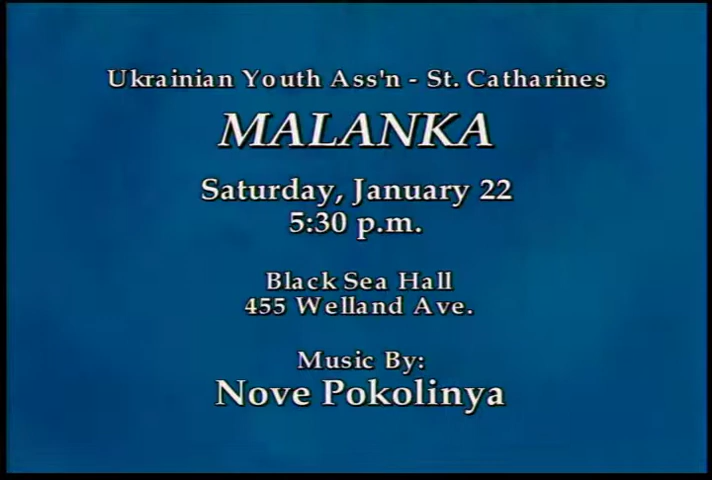 Ukrainian Youth Ass'n - St. Catharines
MALANKA
Saturday, January 22
5:30 p.m.
Black Sea Hall
455 Welland Ave.
Music By:
Nove Pokolinya